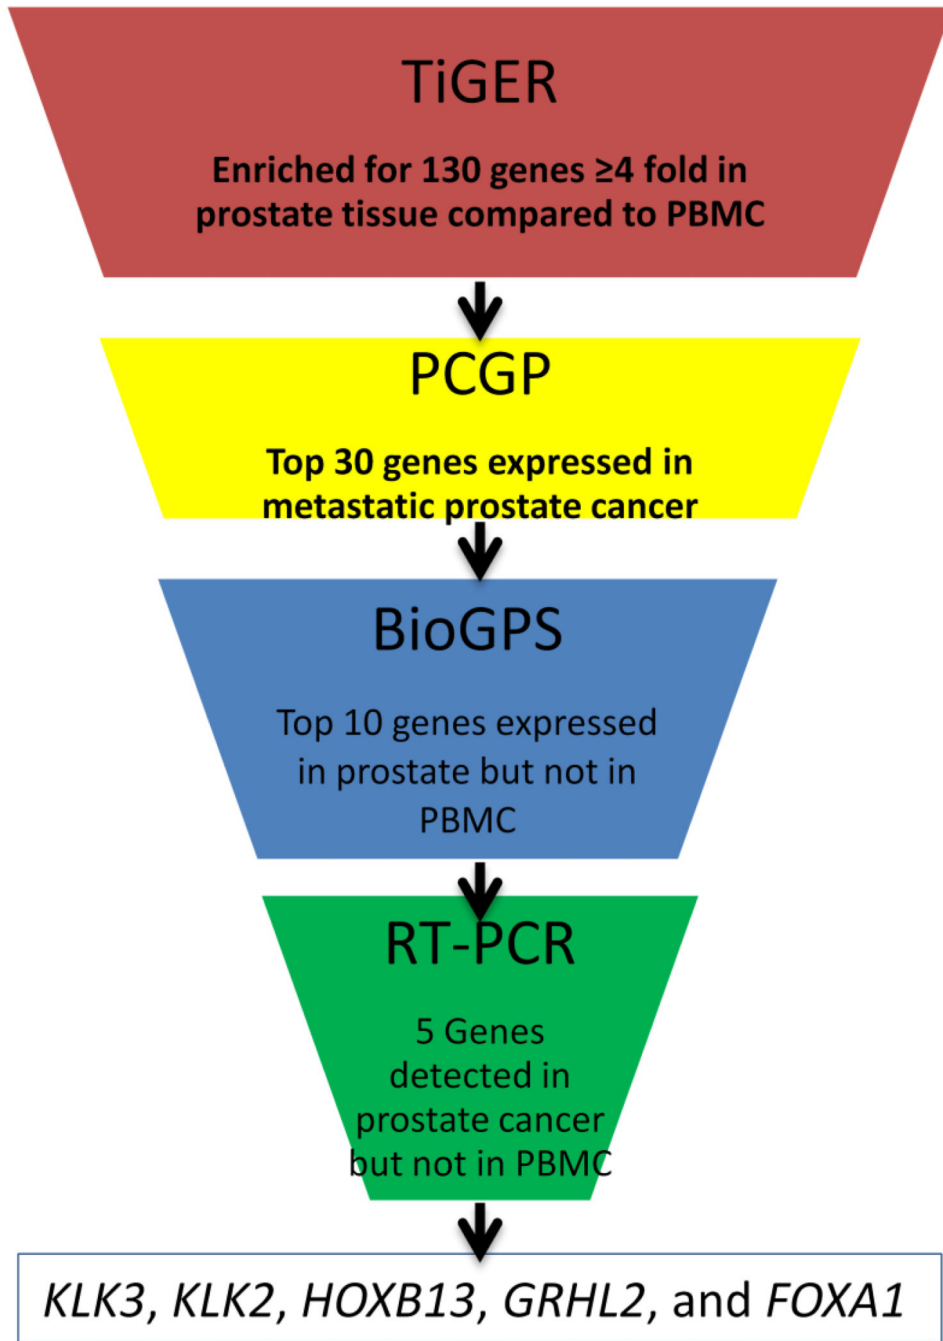 TiGER
Enriched for 130 genes ≥4 fold in
prostate tissue compared to PBMC
PCGP
Top 30 genes expressed in
metastatic prostate cancer
BioGPS
Top 10 genes expressed
in prostate but not in
PBMC
RT-PCR
5 Genes
detected in
prostate cancer
but not in PBMC
KLK3, KLK2, HOXB13, GRHL2, and FOXA1